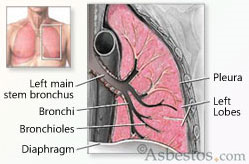 Left main
stem bronchus
Bronchi
Bronchioles
Diaphragm
Pleura
Left
Lobes
©Asbestos.com